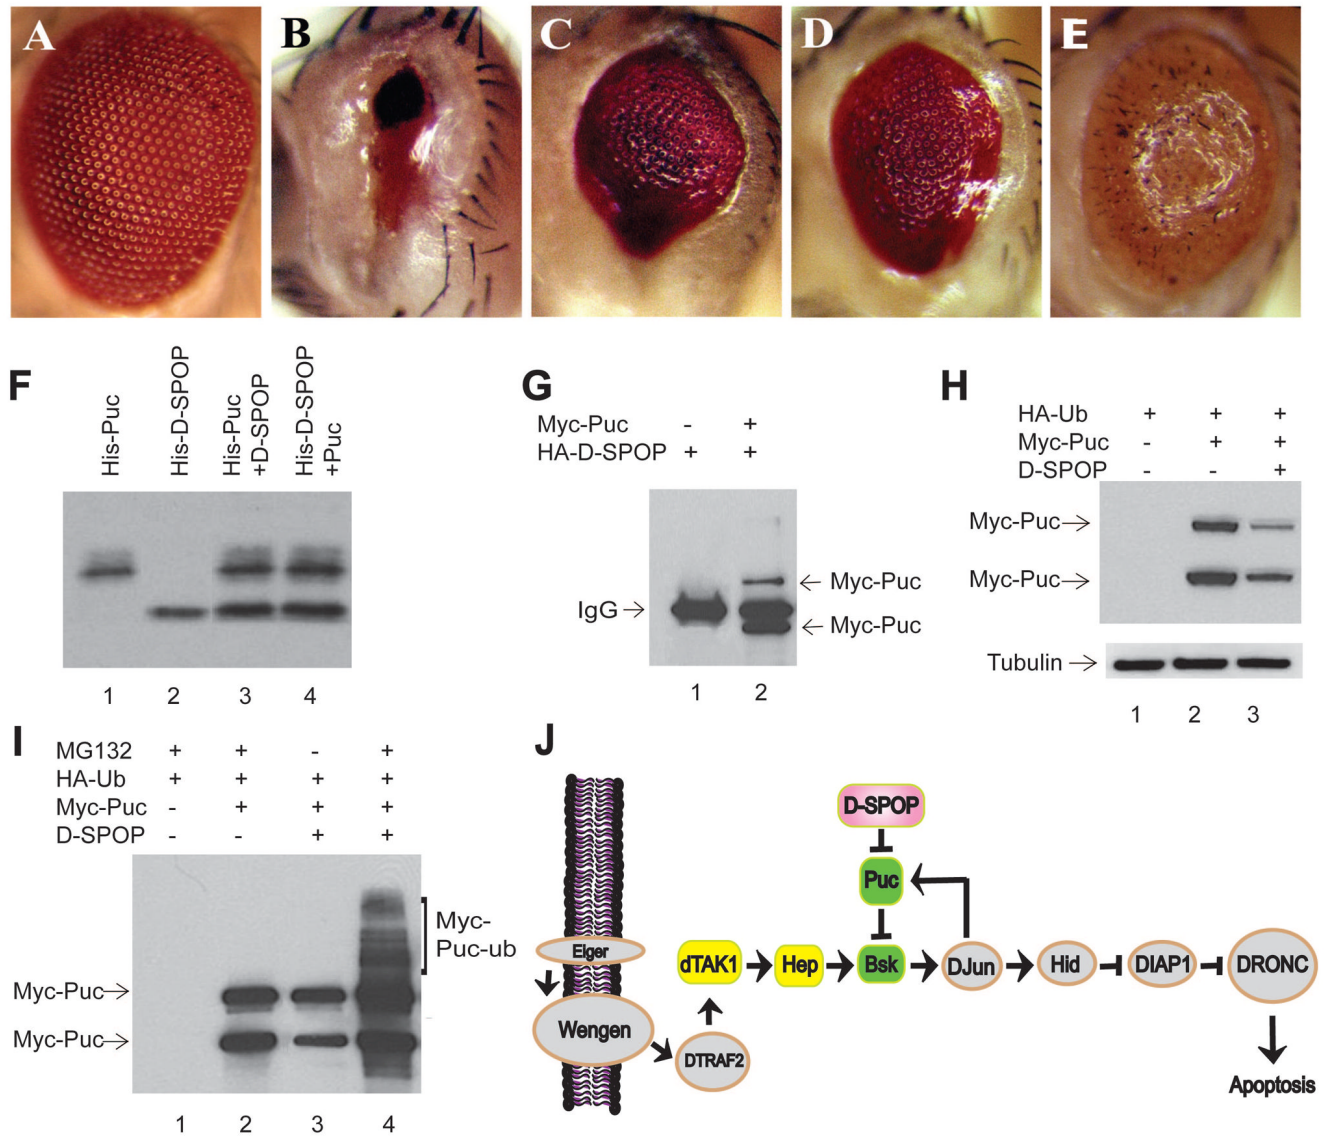 A
B
C
D
E
F
His-Puc
His-D-SPOP
His-Puc
+D-SPOP
His-D-SPOP
+Puc
1 2 3 4
G
Myc-Puc - +
HA-D-SPOP + +
IgG
Myc-Puc
Myc-Puc
1 2
H
HA-Ub + + +
Myc-Puc - + +
D-SPOP - - +
Myc-Puc
Myc-Puc
Tubulin
1 2 3
I
MG132 + + - +
HA-Ub + + + +
Myc-Puc - + + +
D-SPOP - - + +
Myc-
Puc-ub
Myc-Puc
Myc-Puc
1 2 3 4
J
D-SPOP
Puc
Eiger
dTAK1
Hep
Bsk
DJun
Hid
DIAP1
DRONC
Wengen
DTRAF2
Apoptosis